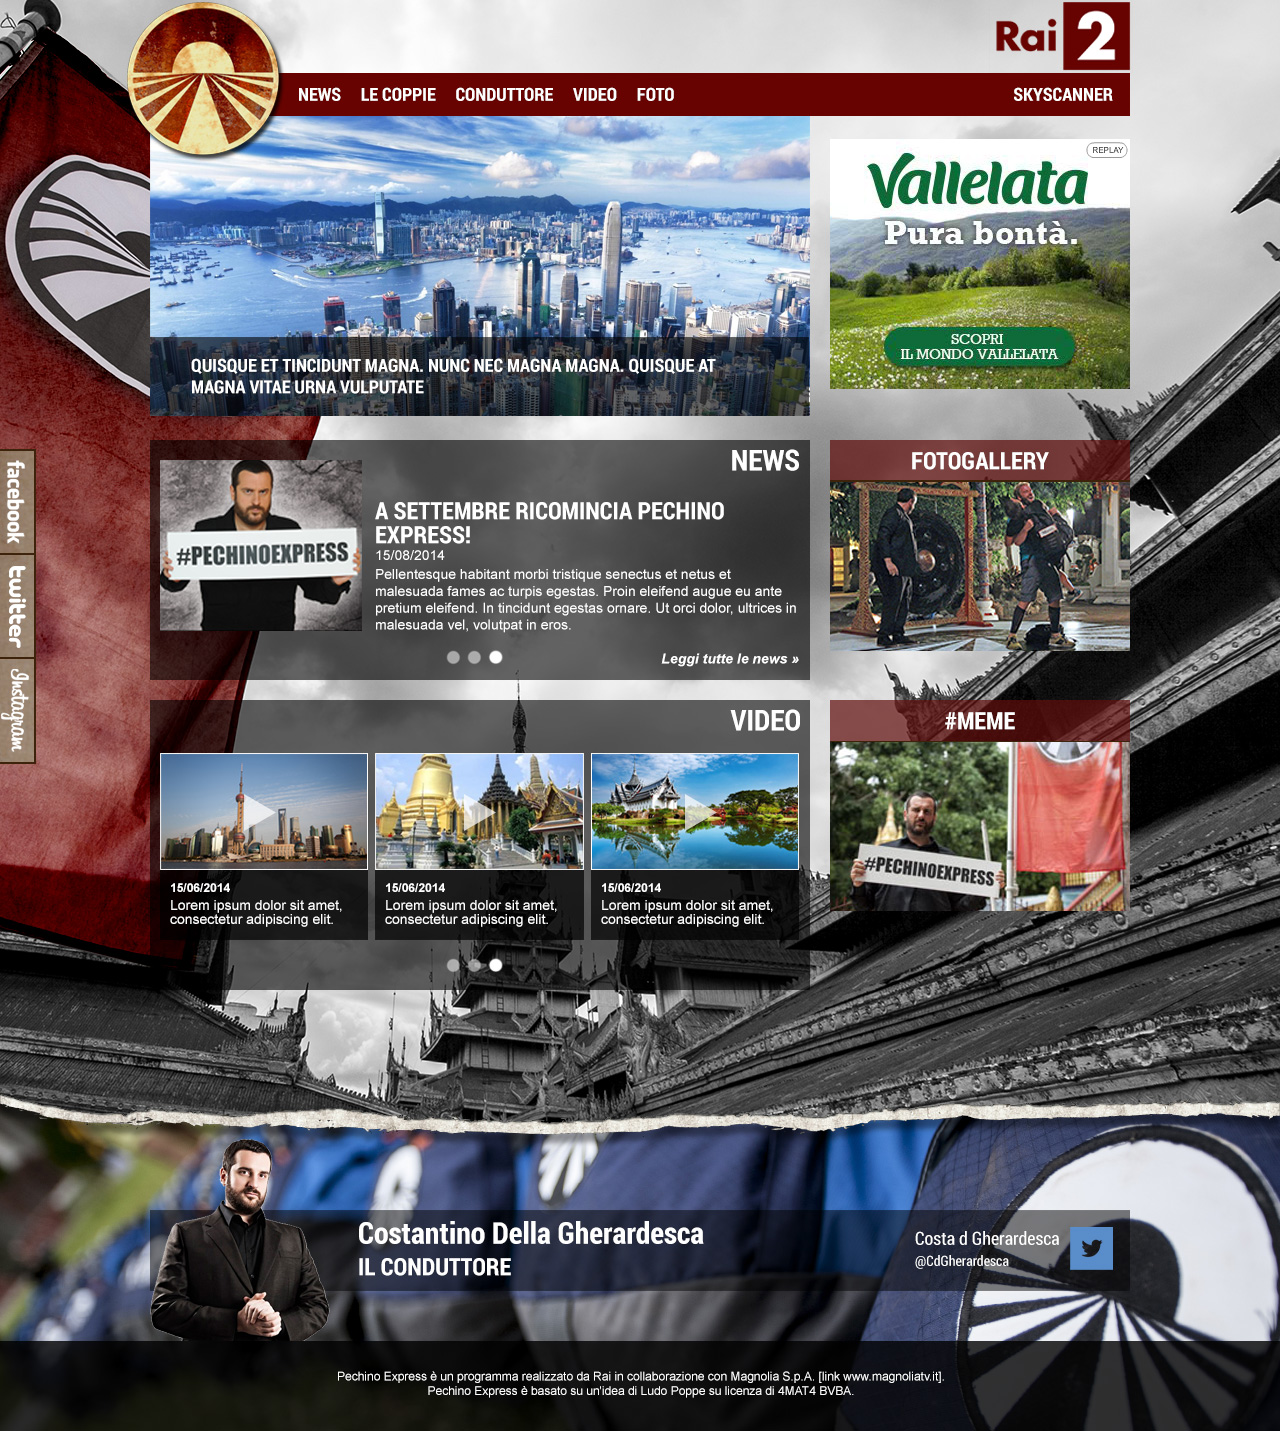 Rai 2
NEWS LE COPPIE CONDUTTORE VIDEO FOTO SKYSCANNER
REPLAY
Vallelata
Pura bontà.
SCOPRI
IL MONDO VALLELATA
QUISQUE ET TINCIDUNT MAGNA. NUNC NEC MAGNA MAGNA. QUISQUE AT
MAGNA VITAE URNA VULPUTATE
facebook
twitter
Instagram
NEWS
#PECHINOEXPRESS
A SETTEMBRE RICOMINCIA PECHINO
EXPRESS!
15/08/2014
Pellentesque habitant morbi tristique senectus et netus et
malesuada fames ac turpis egestas. Proin eleifend augue eu ante
pretium eleifend. In tincidunt egestas ornare. Ut orci dolor, ultrices in
malesuada vel, volutpat in eros.
Leggi tutte le news »
FOTOGALLERY
VIDEO
15/06/2014
Lorem ipsum dolor sit amet,
consectetur adipiscing elit.
15/06/2014
Lorem ipsum dolor sit amet,
consectetur adipiscing elit.
15/06/2014
Lorem ipsum dolor sit amet,
consectetur adipiscing elit.
#MEME
#PECHINOEXPRESS
Costantino Della Gherardesca
IL CONDUTTORE
Costa d Gherardesca
@CdGherardesca
Pechino Express è un programma realizzato da Rai in collaborazione con Magnolia S.p.A. [link www.magnoliatv.it].
Pechino Express è basato su un'idea di Ludo Poppe su licenza di 4MAT4 BVBA.